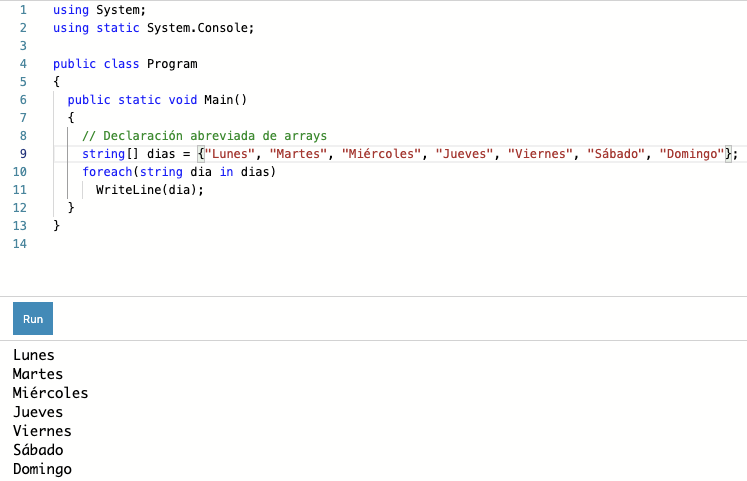 1 using System;
2 using static System.Console;
3
4 public class Program
5 {
6   public static void Main()
7   {
8     // Declaración abreviada de arrays
9     string[] dias = {"Lunes", "Martes", "Miércoles", "Jueves", "Viernes", "Sábado", "Domingo"};
10     foreach(string dia in dias)
11       WriteLine(dia);
12   }
13 }
14
Run
Lunes
Martes
Miércoles
Jueves
Viernes
Sábado
Domingo